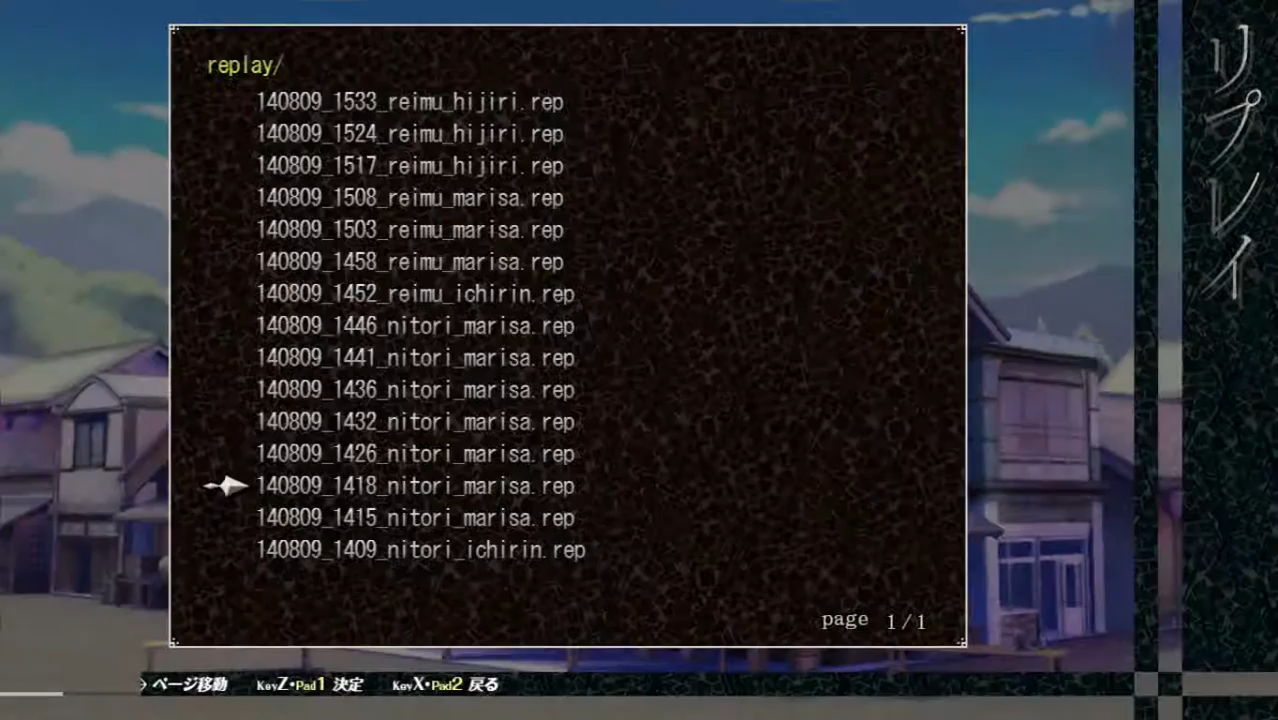 replay/
140809_1533_reimu_hijiri.rep
140809_1524_reimu_hijiri.rep
140809_1517_reimu_hijiri.rep
140809_1508_reimu_marisa.rep
140809_1503_reimu_marisa.rep
140809_1458_reimu_marisa.rep
140809_1452_reimu_ichirin.rep
140809_1446_nitori_marisa.rep
140809_1441_nitori_marisa.rep
140809_1436_nitori_marisa.rep
140809_1432_nitori_marisa.rep
140809_1426_nitori_marisa.rep
140809_1418_nitori_marisa.rep
140809_1415_nitori_marisa.rep
140809_1409_nitori_ichirin.rep
page 1/1
ページ移動 KeyZ・Pad1 決定 KeyX・Pad2 戻る
リプレイ